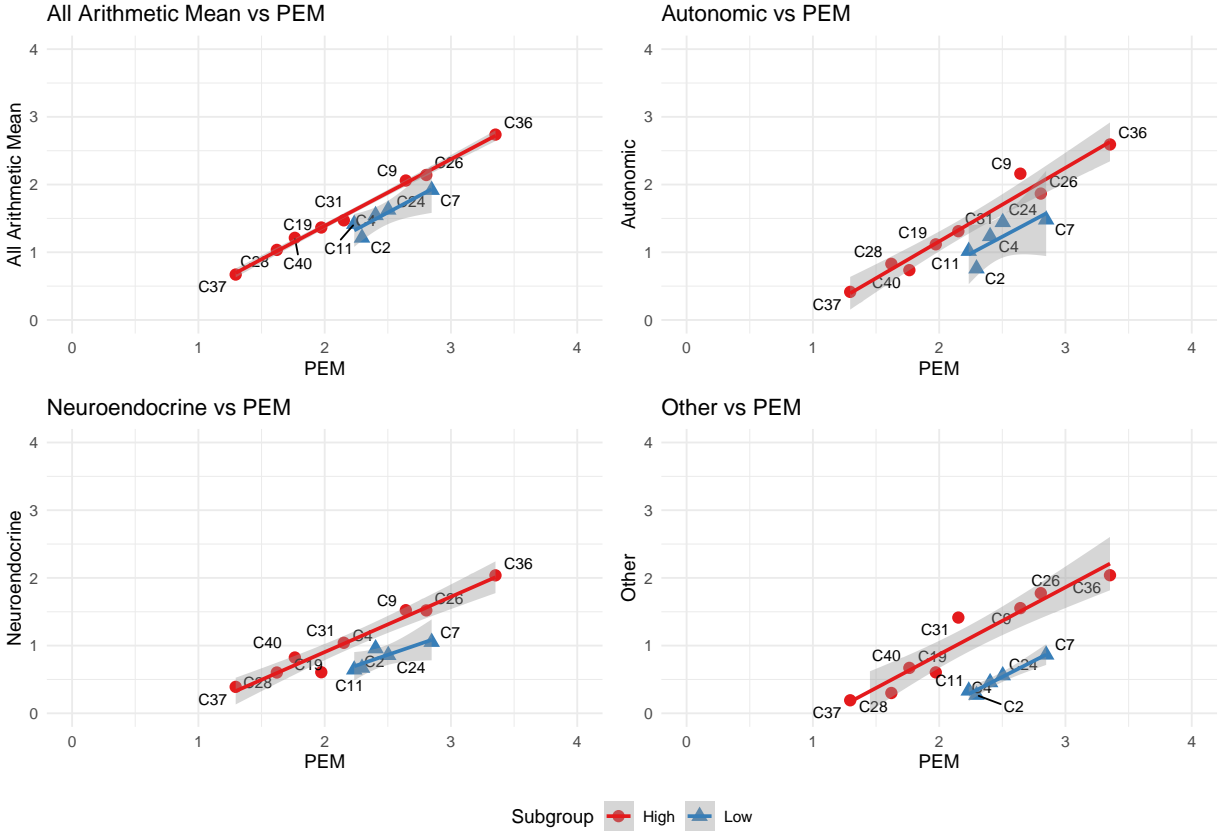 All Arithmetic Mean vs PEM
All Arithmetic Mean
4
3
2
1
0
C36
C26
C9
C7
C31
C24
C4
C19
C11
C2
C28
C40
C37
0 1 2 3 4
PEM
Autonomic vs PEM
Autonomic
4
3
2
1
0
C36
C9
C26
C24
C31
C7
C19
C4
C28
C11
C2
C40
C37
0 1 2 3 4
PEM
Neuroendocrine vs PEM
Neuroendocrine
4
3
2
1
0
C36
C9
C26
C7
C31
C4
C40
C2
C24
C19
C11
C28
C37
0 1 2 3 4
PEM
Other vs PEM
Other
4
3
2
1
0
C26
C36
C9
C31
C7
C40
C19
C24
C11
C4
C28
C2
C37
0 1 2 3 4
PEM
Subgroup High Low